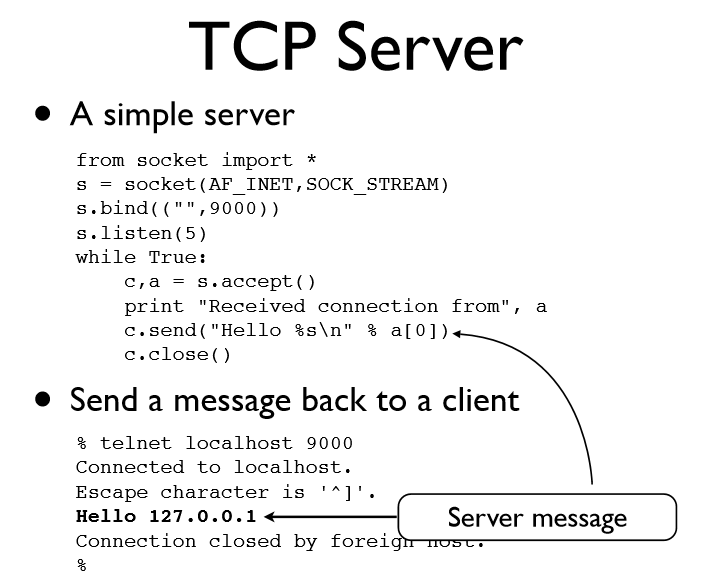 TCP Server
• A simple server
from socket import *
s = socket(AF_INET,SOCK_STREAM)
s.bind(("",9000))
s.listen(5)
while True:
    c,a = s.accept()
    print "Received connection from", a
    c.send("Hello %s\n" % a[0])
    c.close()
• Send a message back to a client
% telnet localhost 9000
Connected to localhost.
Escape character is '^]'.
Hello 127.0.0.1
Server message
Connection closed by foreign host.
%